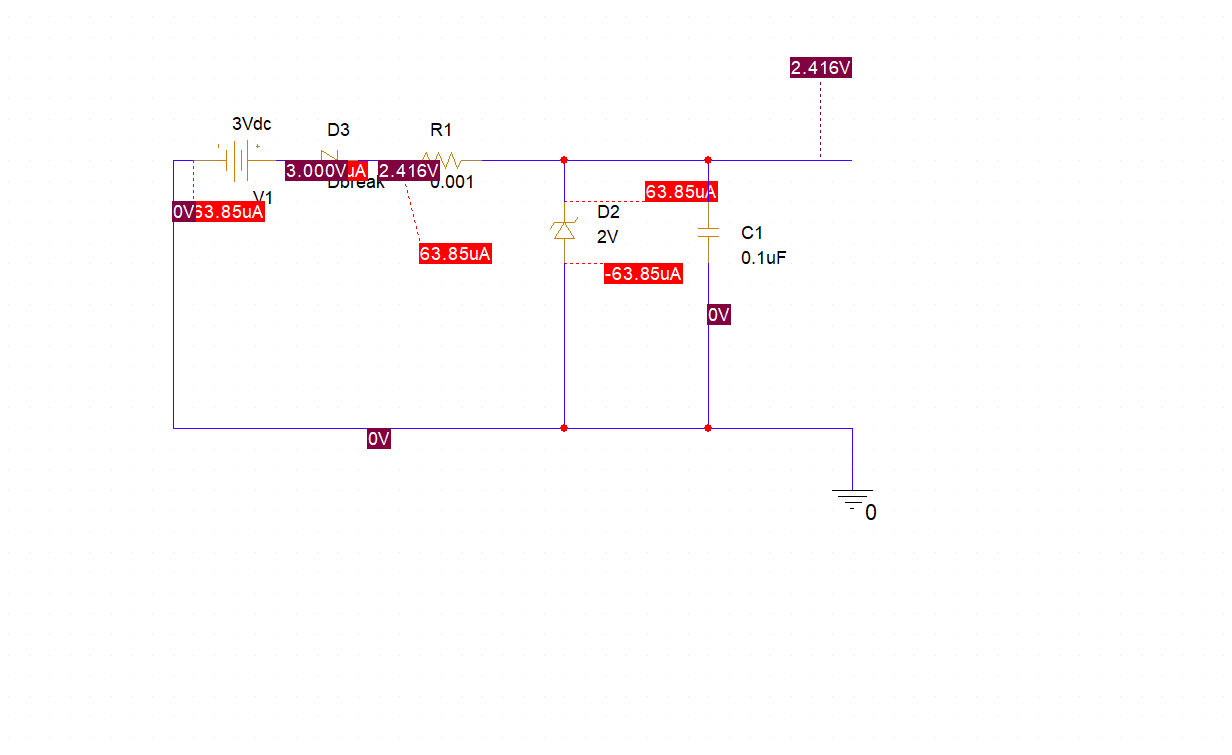 2.416V
3Vdc
D3
R1
3.000V
uA
2.416V
Dbreak
0.001
V1
0V
63.85uA
63.85uA
D2
2V
C1
0.1uF
63.85uA
-63.85uA
0V
0V
0